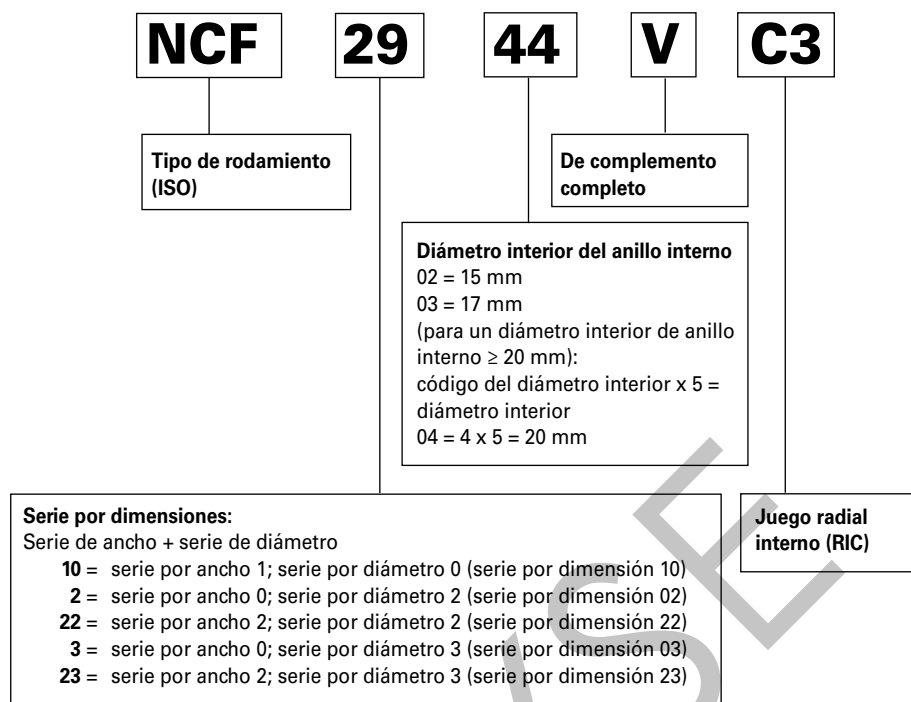 NCF 29 44 V C3
Tipo de rodamiento
(ISO)
De complemento
completo
Diámetro interior del anillo interno
02 = 15 mm
03 = 17 mm
(para un diámetro interior de anillo
interno ≥ 20 mm):
código del diámetro interior x 5 =
diámetro interior
04 = 4 x 5 = 20 mm
Serie por dimensiones:
Serie de ancho + serie de diámetro
10 = serie por ancho 1; serie por diámetro 0 (serie por dimensión 10)
2 = serie por ancho 0; serie por diámetro 2 (serie por dimensión 02)
22 = serie por ancho 2; serie por diámetro 2 (serie por dimensión 22)
3 = serie por ancho 0; serie por diámetro 3 (serie por dimensión 03)
23 = serie por ancho 2; serie por diámetro 3 (serie por dimensión 23)
Juego radial
interno (RIC)
YSE